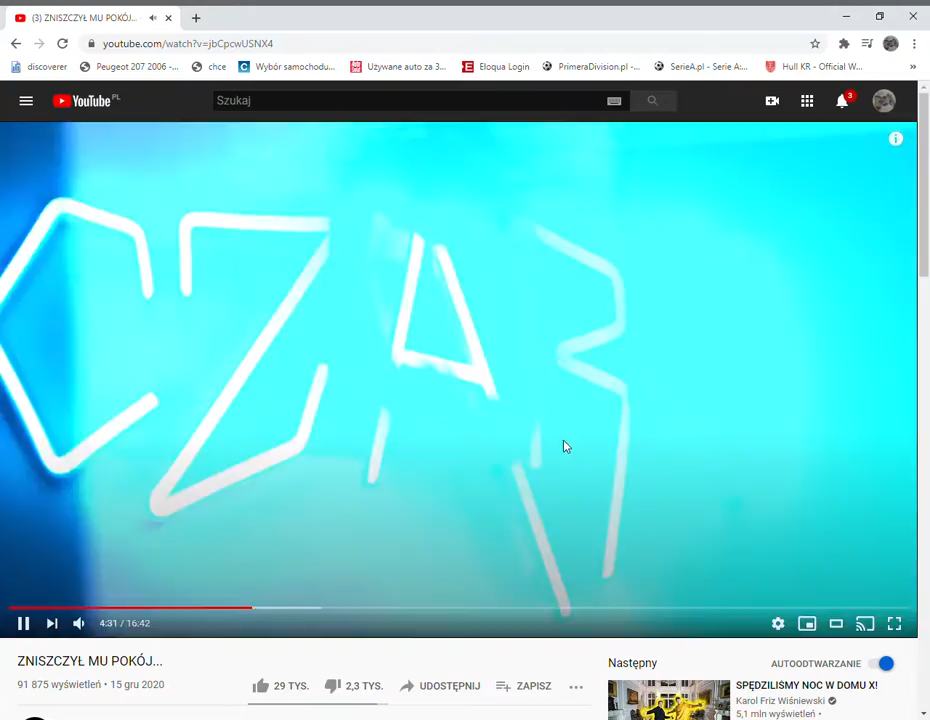 (3) ZNISZCZYŁ MU POKÓJ...
youtube.com/watch?v=jbCpcwUSNX4
discoverer
Peugeot 207 2006 -...
chce
Wybór samochodu...
Używane auto za 3...
Eloqua Login
PrimeraDivision.pl -...
SerieA.pl - Serie A:...
Hull KR - Official W...
»
YouTube PL
Szukaj
3
CZAR
4:31 / 16:42
ZNISZCZYŁ MU POKÓJ...
91 875 wyświetleń • 15 gru 2020
29 TYS.
2,3 TYS.
UDOSTĘPNIJ
ZAPISZ
Następny
AUTOODTWARZANIE
SPĘDZILIŚMY NOC W DOMU X!
Karol Friz Wiśniewski
5,1 mln wyświetleń •